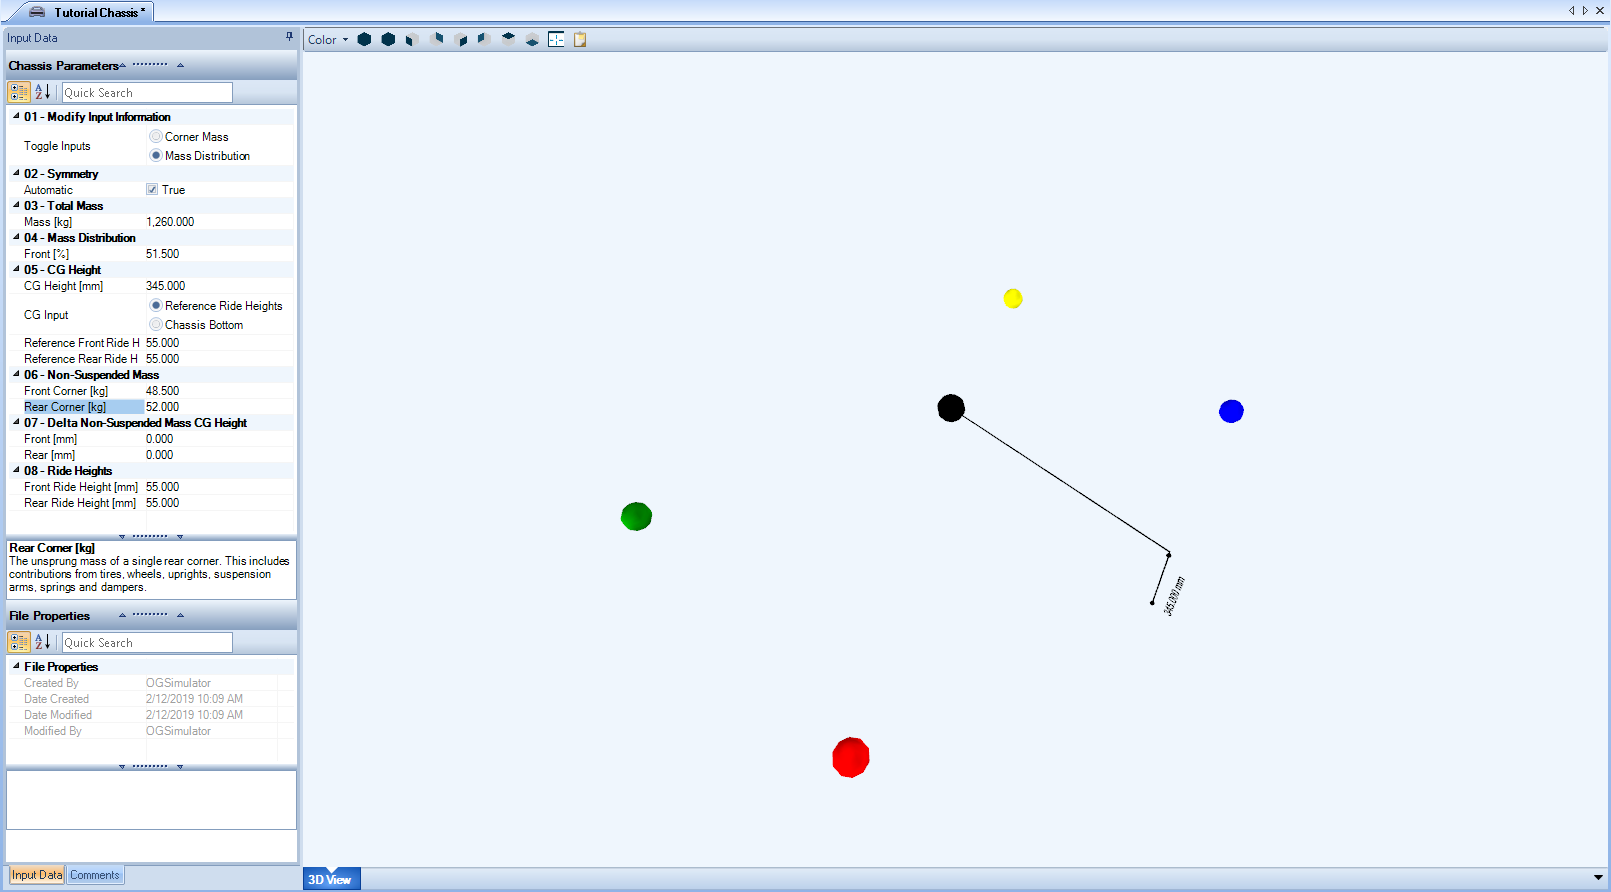 Tutorial Chassis *
Input Data
Color
Chassis Parameters
Quick Search
01 - Modify Input Information
Toggle Inputs
Corner Mass
Mass Distribution
02 - Symmetry
Automatic True
03 - Total Mass
Mass [kg] 1,260.000
04 - Mass Distribution
Front [%] 51.500
05 - CG Height
CG Height [mm] 345.000
CG Input
Reference Ride Heights
Chassis Bottom
Reference Front Ride H 55.000
Reference Rear Ride H 55.000
06 - Non-Suspended Mass
Front Corner [kg] 48.500
Rear Corner [kg] 52.000
07 - Delta Non-Suspended Mass CG Height
Front [mm] 0.000
Rear [mm] 0.000
08 - Ride Heights
Front Ride Height [mm] 55.000
Rear Ride Height [mm] 55.000
Rear Corner [kg]
The unsprung mass of a single rear corner. This includes
contributions from tires, wheels, uprights, suspension
arms, springs and dampers.
File Properties
Quick Search
File Properties
Created By OGSimulator
Date Created 2/12/2019 10:09 AM
Date Modified 2/12/2019 10:09 AM
Modified By OGSimulator
Input Data Comments
345.000 mm
3D View